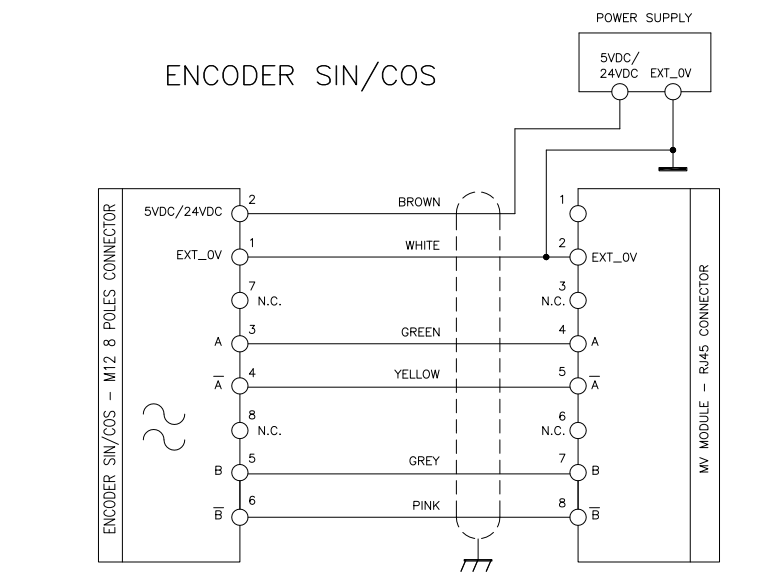 POWER SUPPLY
ENCODER SIN/COS
5VDC/
24VDC EXT_0V
ENCODER SIN/COS - M12 8 POLES CONNECTOR
5VDC/24VDC 2 BROWN 1
EXT_0V 1 WHITE 2 EXT_0V
7 N.C. N.C. 3
A 3 GREEN 4 A
A̅ 4 YELLOW 5 A̅
8 N.C. N.C. 6
B 5 GREY 7 B
B̅ 6 PINK 8 B̅
MV MODULE - RJ45 CONNECTOR